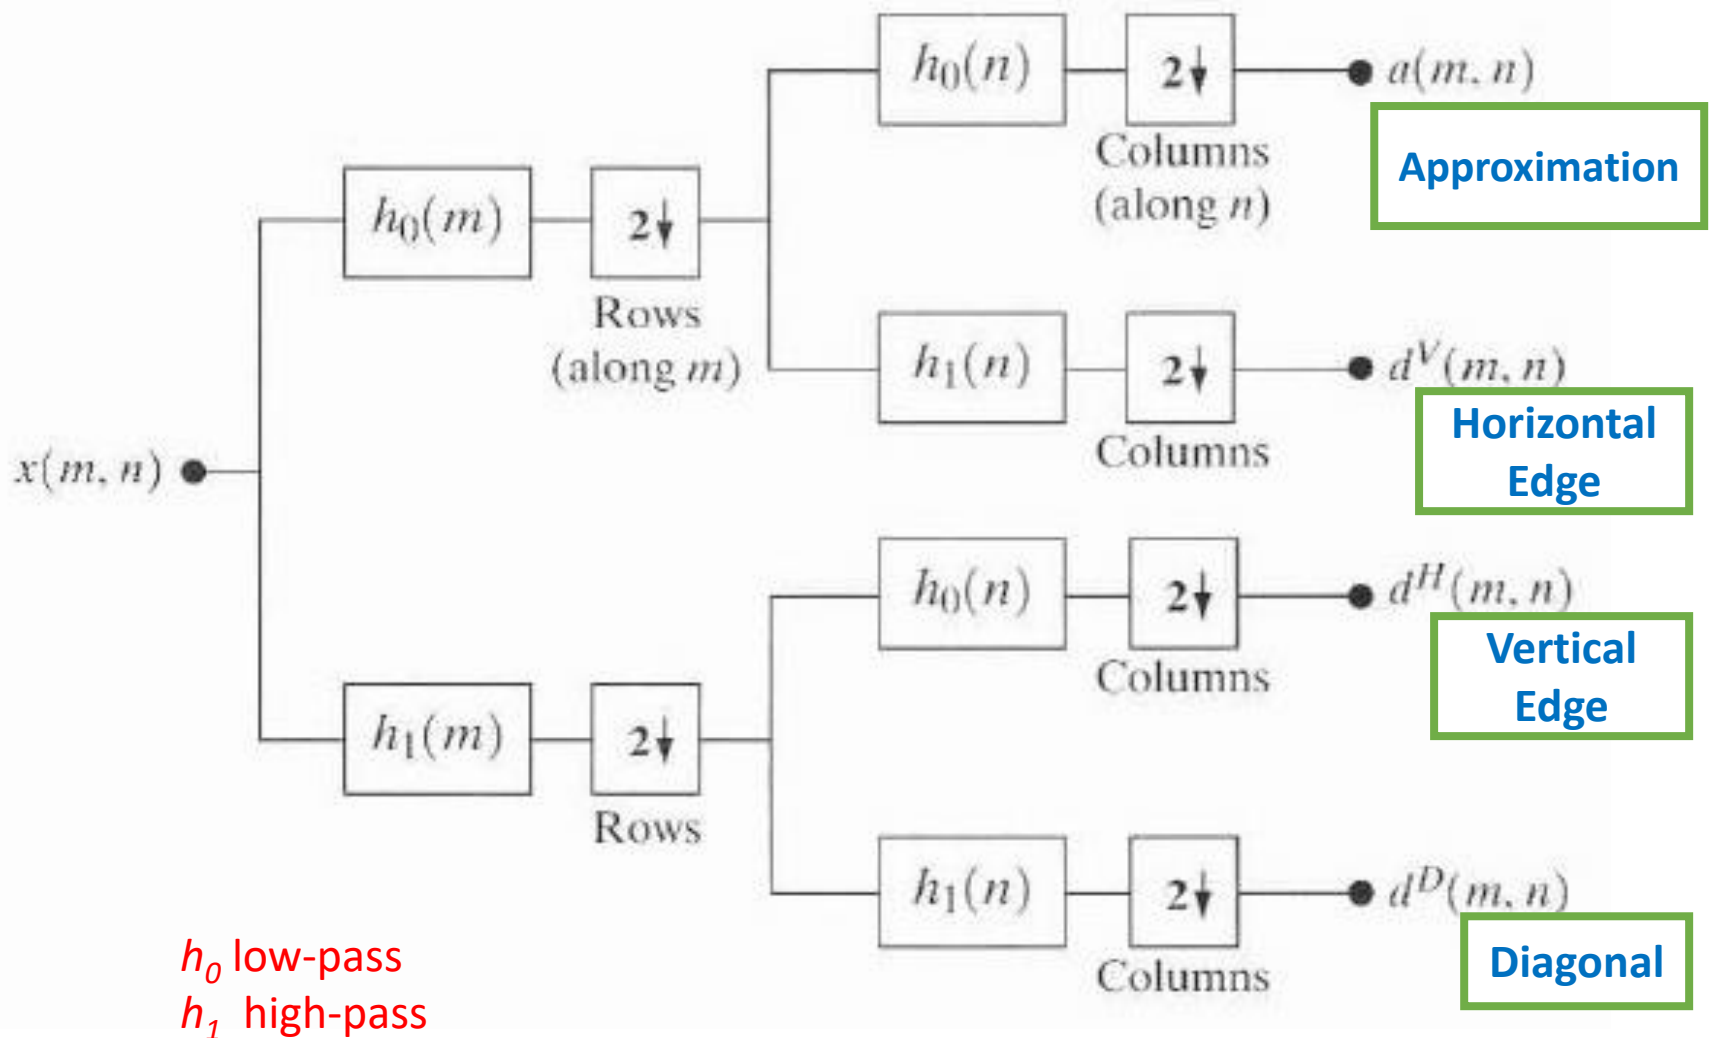 h₀(n)
2↓
a(m, n)
Columns
(along n)
Approximation
h₀(m)
2↓
Rows
(along m)
h₁(n)
2↓
dⱽ(m, n)
Columns
Horizontal
Edge
x(m, n)
h₀(n)
2↓
dᴴ(m, n)
Columns
Vertical
Edge
h₁(m)
2↓
Rows
h₁(n)
2↓
dᴰ(m, n)
Columns
Diagonal
h₀ low-pass
h₁ high-pass